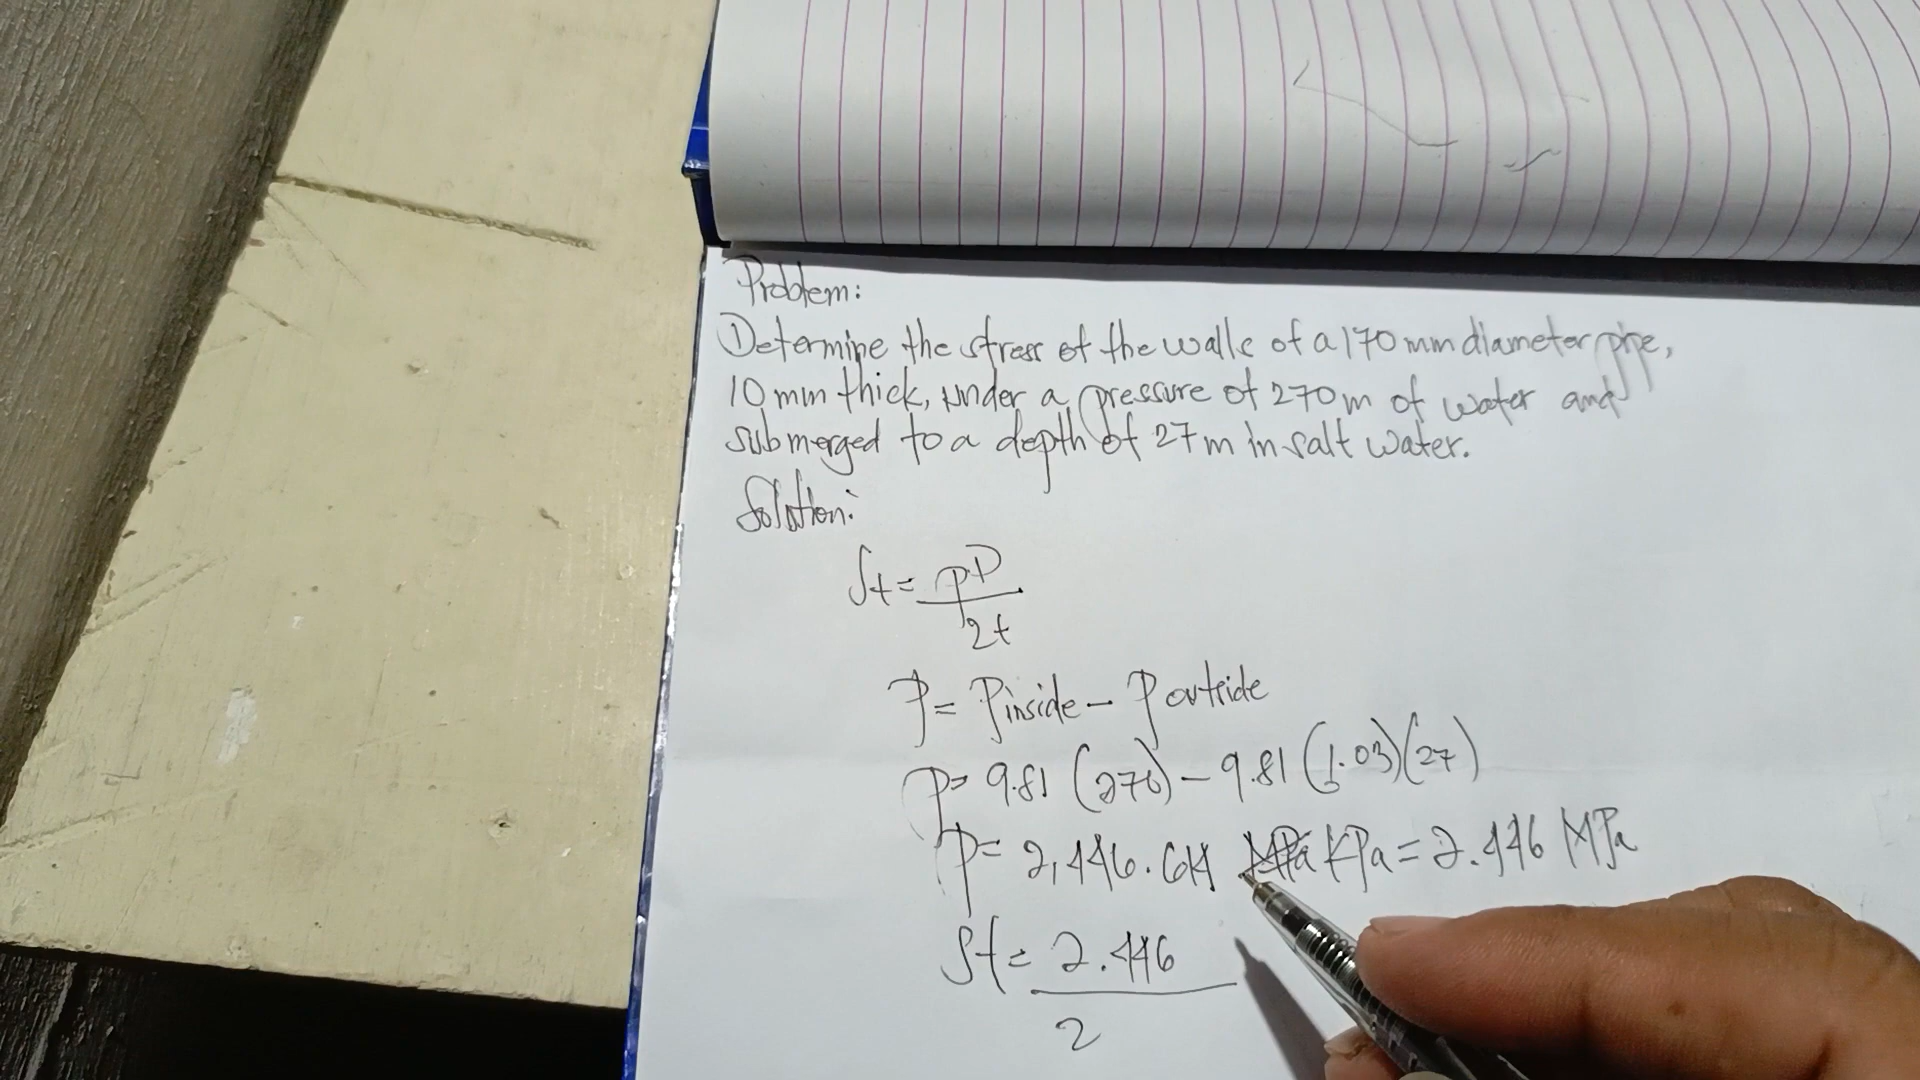 Problem:
① Determine the stress of the walls of a 170 mm diameter pipe,
10 mm thick, under a pressure of 270 m of water and
submerged to a depth of 27 m in salt water.
Solution:
St = pD
2t
P = Pinside - Poutside
P = 9.81 (270) - 9.81 (1.03)(27)
P = 2,446.614 MPa KPa = 2.446 MPa
St = 2.446
2